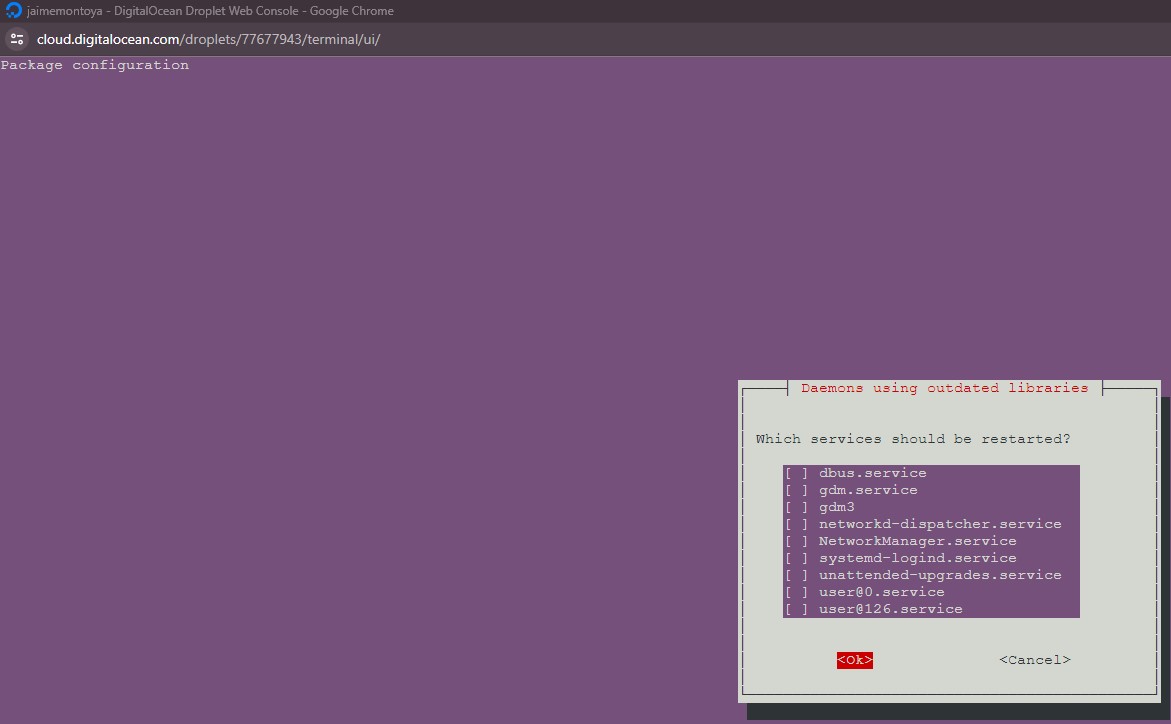 jaimemontoya - DigitalOcean Droplet Web Console - Google Chrome
cloud.digitalocean.com/droplets/77677943/terminal/ui/
Package configuration
Daemons using outdated libraries
Which services should be restarted?
[ ] dbus.service
[ ] gdm.service
[ ] gdm3
[ ] networkd-dispatcher.service
[ ] NetworkManager.service
[ ] systemd-logind.service
[ ] unattended-upgrades.service
[ ] user@0.service
[ ] user@126.service
<Ok> <Cancel>